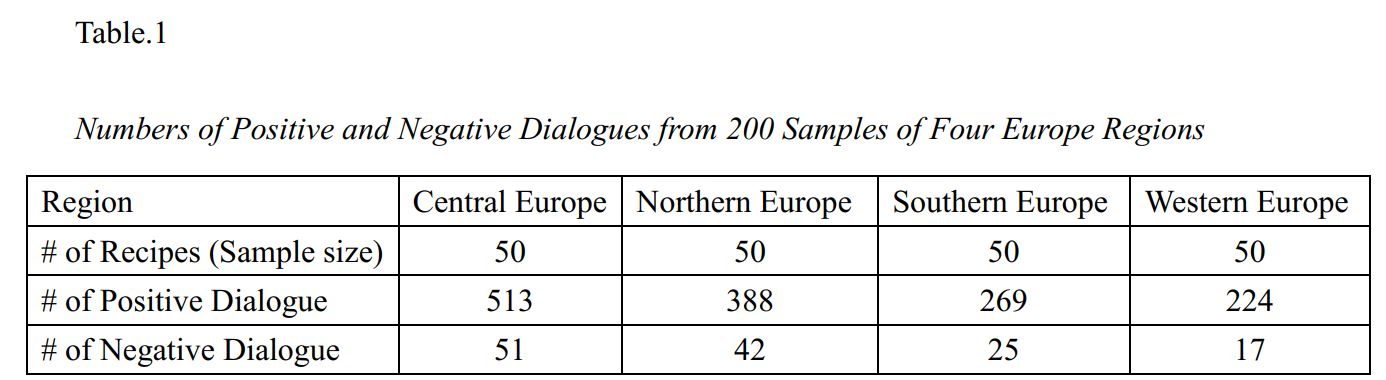 Table.1
Numbers of Positive and Negative Dialogues from 200 Samples of Four Europe Regions
Region Central Europe Northern Europe Southern Europe Western Europe
# of Recipes (Sample size) 50 50 50 50
# of Positive Dialogue 513 388 269 224
# of Negative Dialogue 51 42 25 17